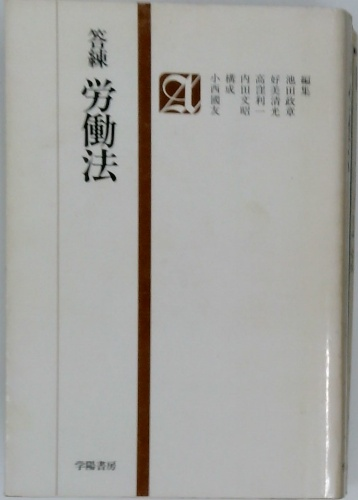 編集
池田政章
好美清光
高窪利一
内田文昭
構成
小西國友
A
答練 労働法
学陽書房